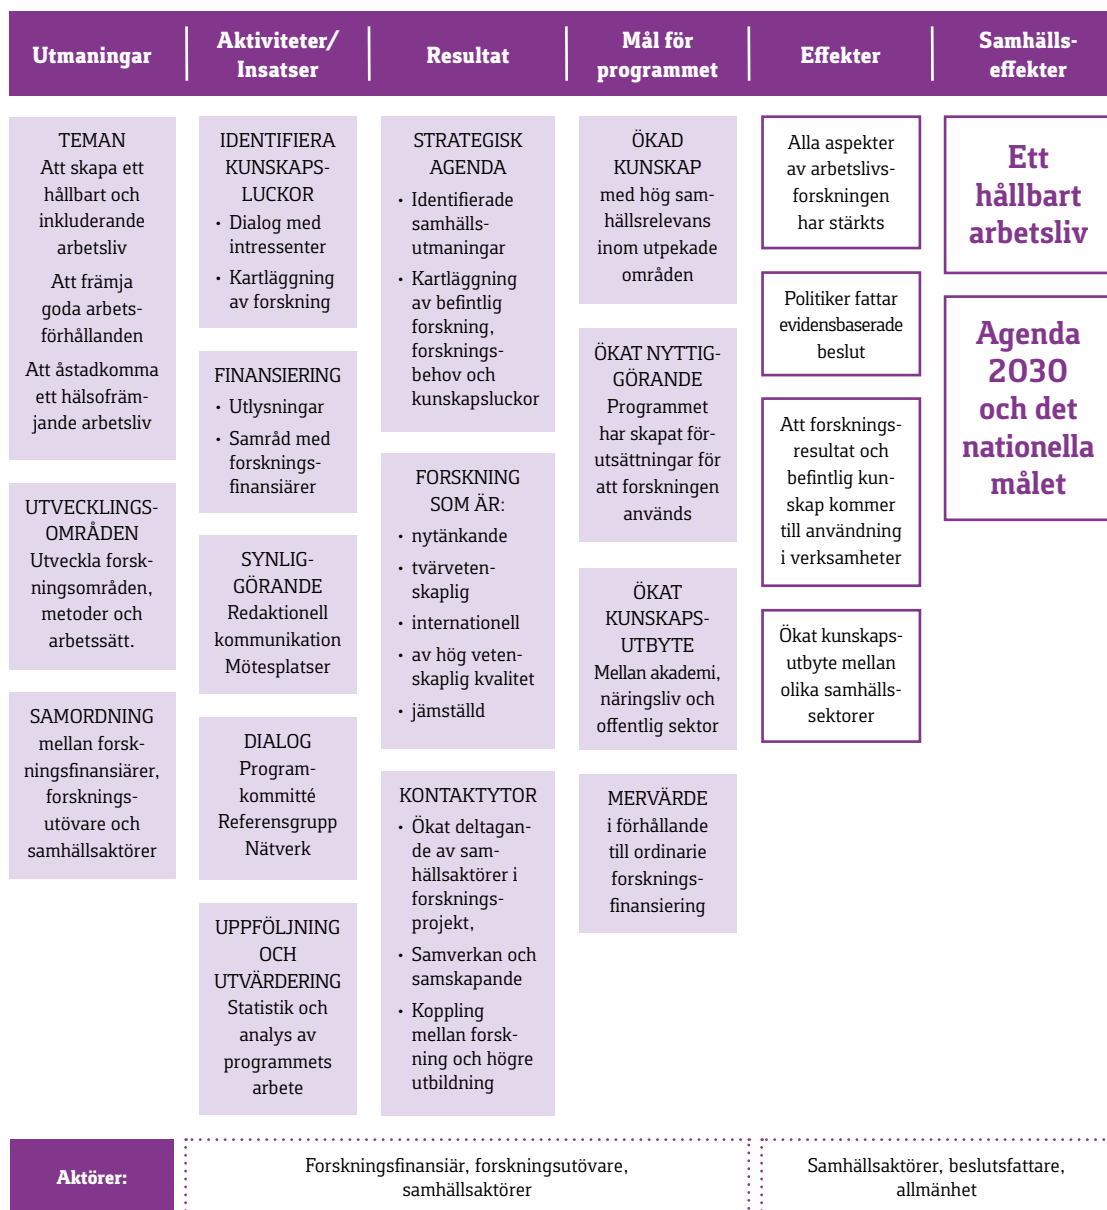 Utmaningar
Aktiviteter/
Insatser
Resultat
Mål för
programmet
Effekter
Samhälls-
effekter
TEMAN
Att skapa ett
hållbart och
inkluderande
arbetsliv
Att främja
goda arbets-
förhållanden
Att åstadkomma
ett hälsofräm-
jande arbetsliv
UTVECKLINGS-
OMRÅDEN
Utveckla forsk-
ningsområden,
metoder och
arbetssätt.
SAMORDNING
mellan forsk-
ningsfinansiärer,
forsknings-
utövare och
samhällsaktörer
IDENTIFIERA
KUNSKAPS-
LUCKOR
• Dialog med
intressenter
• Kartläggning
av forskning
FINANSIERING
• Utlysningar
• Samråd med
forsknings-
finansiärer
SYNLIG-
GÖRANDE
Redaktionell
kommunikation
Mötesplatser
DIALOG
Program-
kommitté
Referensgrupp
Nätverk
UPPFÖLJNING
OCH
UTVÄRDERING
Statistik och
analys av
programmets
arbete
STRATEGISK
AGENDA
• Identifierade
samhälls-
utmaningar
• Kartläggning
av befintlig
forskning,
forsknings-
behov och
kunskapsluckor
FORSKNING
SOM ÄR:
• nytänkande
• tvärveten-
skaplig
• internationell
• av hög veten-
skaplig kvalitet
• jämställd
KONTAKTYTOR
• Ökat deltagan-
de av sam-
hällsaktörer i
forsknings-
projekt,
• Samverkan och
samskapande
• Koppling
mellan forsk-
ning och högre
utbildning
ÖKAD
KUNSKAP
med hög sam-
hällsrelevans
inom utpekade
områden
ÖKAT NYTTIG-
GÖRANDE
Programmet
har skapat för-
utsättningar för
att forskningen
används
ÖKAT
KUNSKAPS-
UTBYTE
Mellan akademi,
näringsliv och
offentlig sektor
MERVÄRDE
i förhållande
till ordinarie
forsknings-
finansiering
Alla aspekter
av arbetslivs-
forskningen
har stärkts
Politiker fattar
evidensbaserade
beslut
Att forsknings-
resultat och
befintlig kun-
skap kommer
till användning
i verksamheter
Ökat kunskaps-
utbyte mellan
olika samhälls-
sektorer
Ett
hållbart
arbetsliv
Agenda
2030
och det
nationella
målet
Aktörer:
Forskningsfinansiär, forskningsutövare,
samhällsaktörer
Samhällsaktörer, beslutsfattare,
allmänhet